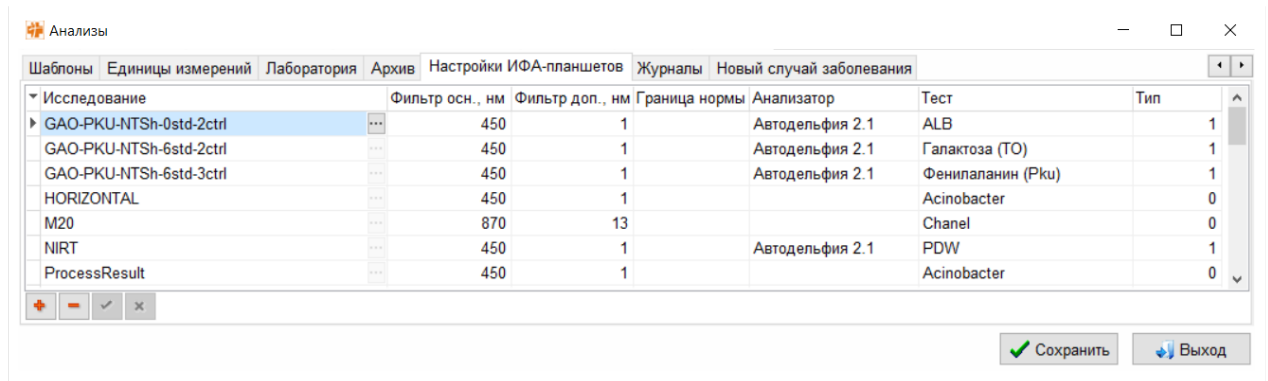 Анализы
Шаблоны Единицы измерений Лаборатория Архив Настройки ИФА-планшетов Журналы Новый случай заболевания
Исследование Фильтр осн., нм Фильтр доп., нм Граница нормы Анализатор Тест Тип
GAO-PKU-NTSh-0std-2ctrl ... 450 1 Автодельфия 2.1 ALB 1
GAO-PKU-NTSh-6std-2ctrl ... 450 1 Автодельфия 2.1 Галактоза (ТО) 1
GAO-PKU-NTSh-6std-3ctrl ... 450 1 Автодельфия 2.1 Фенилаланин (Pku) 1
HORIZONTAL ... 450 1 Acinobacter 0
M20 ... 870 13 Chanel 0
NIRT ... 450 1 Автодельфия 2.1 PDW 1
ProcessResult ... 450 1 Acinobacter 0
Сохранить Выход